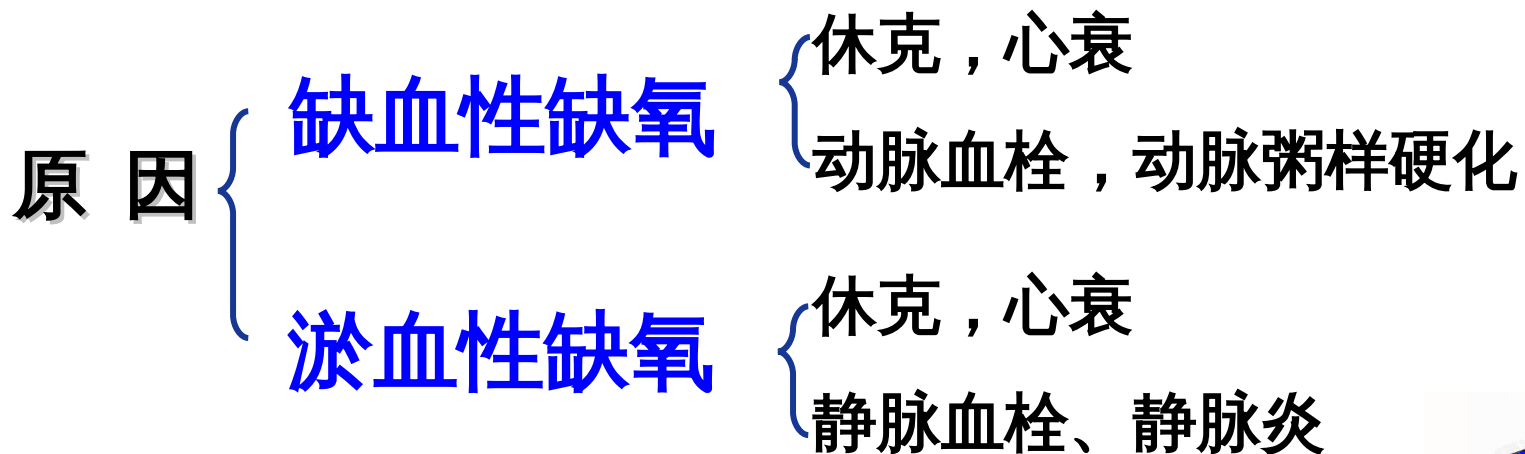 原 因
缺血性缺氧
休克，心衰
动脉血栓，动脉粥样硬化
淤血性缺氧
休克，心衰
静脉血栓、静脉炎